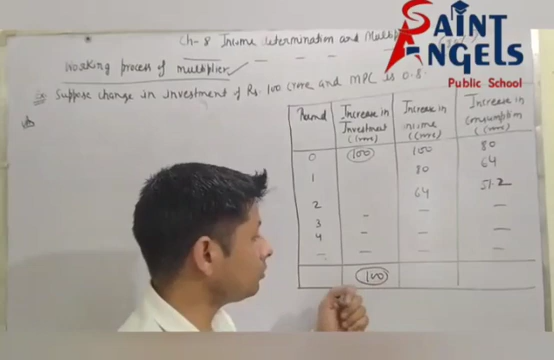 SAINT
ANGELS
Public School
Ch-8 Income determination and Multip
Working process of multiplier
Suppose change in investment of Rs. 100 crore and MPC is 0.8.
Round
Increase in Investment (crore)
Increase in income (crore)
Increase in Consumption (crore)
0 100 100 80
1 80 64
2 64 51.2
3 - - -
4 - - -
- - - -
100